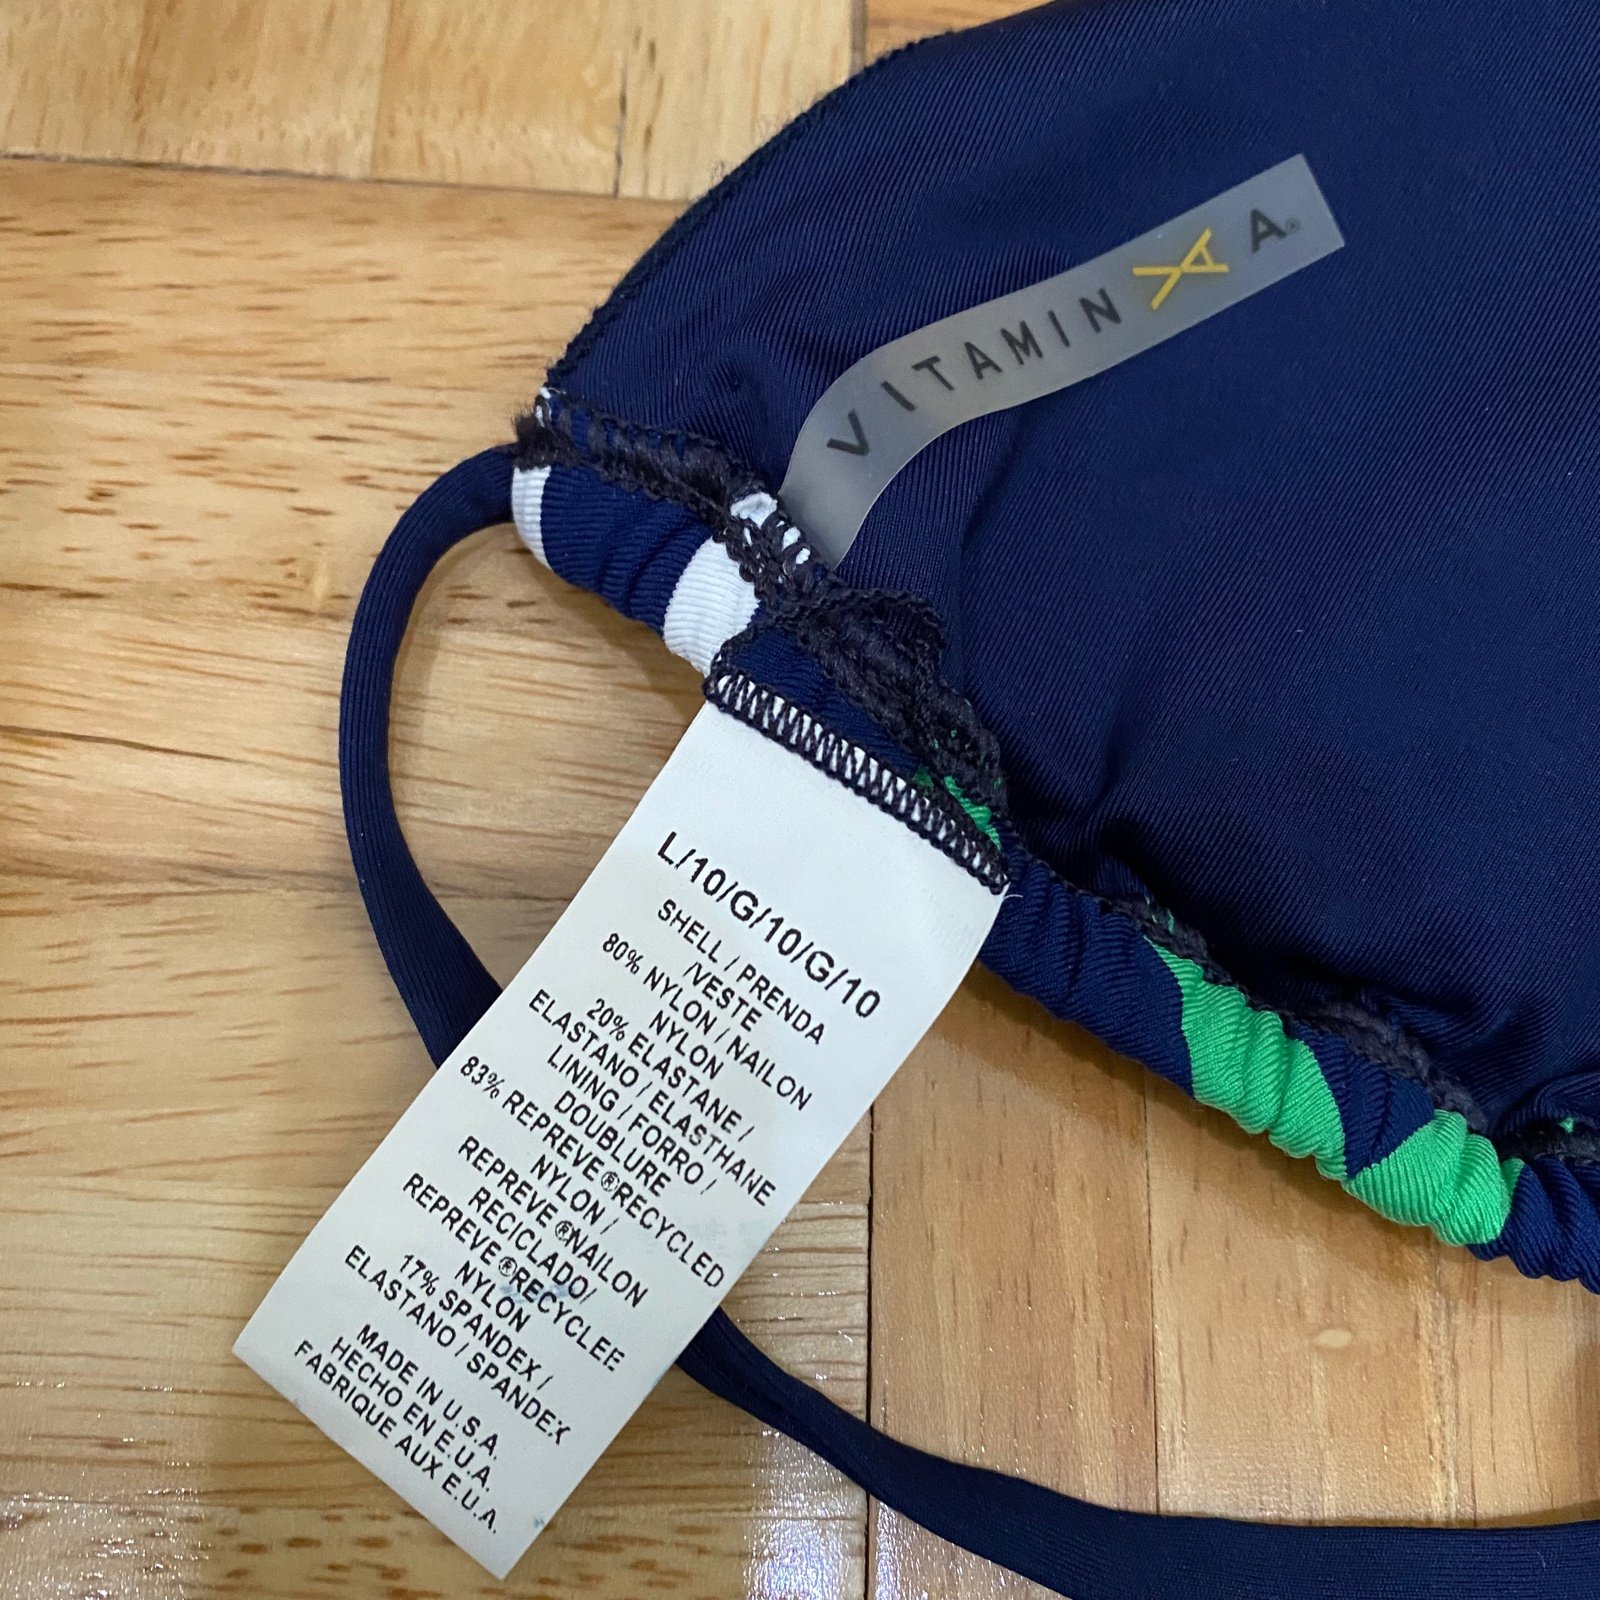 VITAMIN A®
L/10/G/10/G/10
SHELL / PRENDA
/VESTE
80% NYLON / NAILON
NYLON
20% ELASTANE /
ELASTANO / ELASTHANE
LINING / FORRO /
DOUBLURE
83% REPREVE®RECYCLED
NYLON /
REPREVE®NAILON
RECICLADO/
REPREVE®RECYCLEE
NYLON
17% SPANDEX /
ELASTANO / SPANDEX
MADE IN U.S.A.
HECHO EN E.U.A.
FABRIQUE AUX E.U.A.